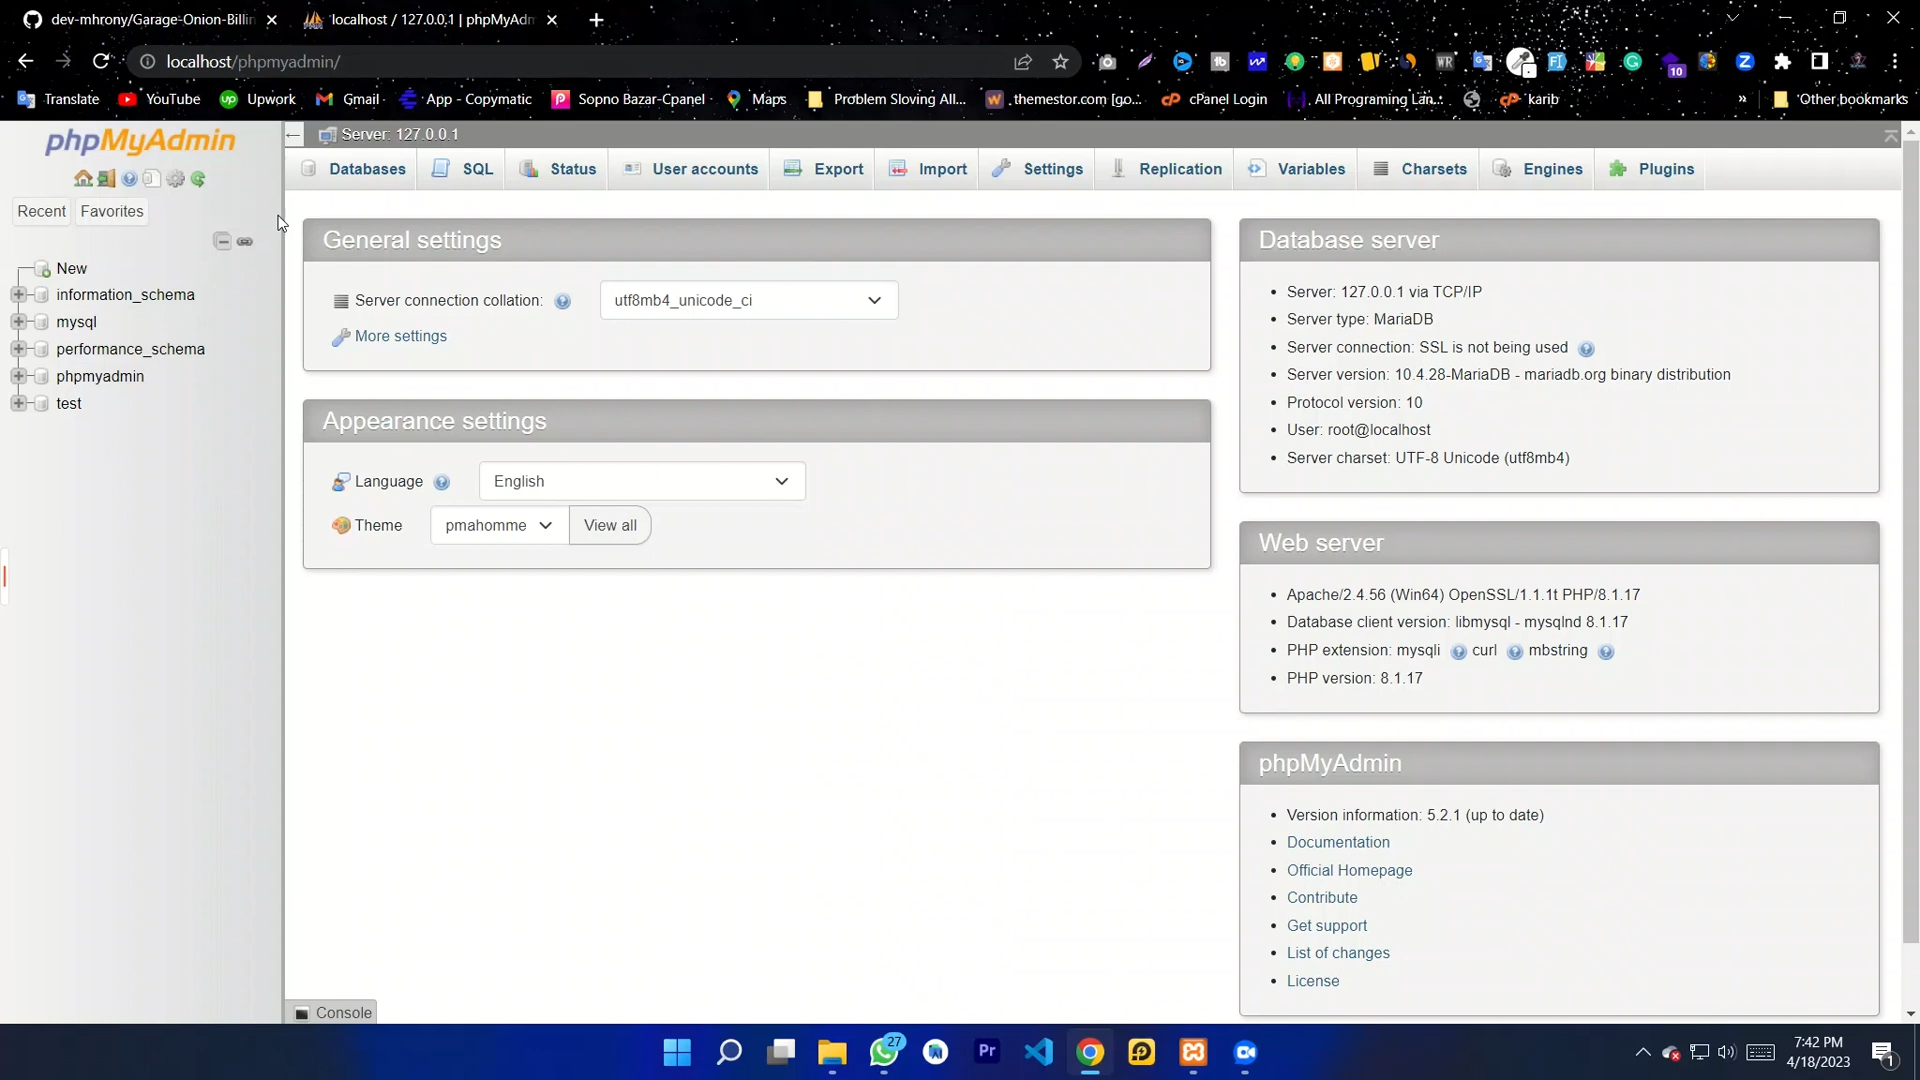 dev-mhrony/Garage-Onion-Billin
localhost / 127.0.0.1 | phpMyAdm
localhost/phpmyadmin/
10
Translate
YouTube
Upwork
Gmail
App - Copymatic
Sopno Bazar-Cpanel
Maps
Problem Sloving All...
.themestor.com [go...
cPanel Login
, All Programing Lan...
karib
»
'Other bookmarks
phpMyAdmin
Recent
Favorites
New
information_schema
mysql
performance_schema
phpmyadmin
test
Server: 127.0.0.1
Databases
SQL
Status
User accounts
Export
Import
Settings
Replication
Variables
Charsets
Engines
Plugins
General settings
Server connection collation:
utf8mb4_unicode_ci
More settings
Appearance settings
Language
English
Theme
pmahomme
View all
Database server
Server: 127.0.0.1 via TCP/IP
Server type: MariaDB
Server connection: SSL is not being used
Server version: 10.4.28-MariaDB - mariadb.org binary distribution
Protocol version: 10
User: root@localhost
Server charset: UTF-8 Unicode (utf8mb4)
Web server
Apache/2.4.56 (Win64) OpenSSL/1.1.1t PHP/8.1.17
Database client version: libmysql - mysqlnd 8.1.17
PHP extension: mysqli curl mbstring
PHP version: 8.1.17
phpMyAdmin
Version information: 5.2.1 (up to date)
Documentation
Official Homepage
Contribute
Get support
List of changes
License
Console
27
Pr
7:42 PM
4/18/2023
1